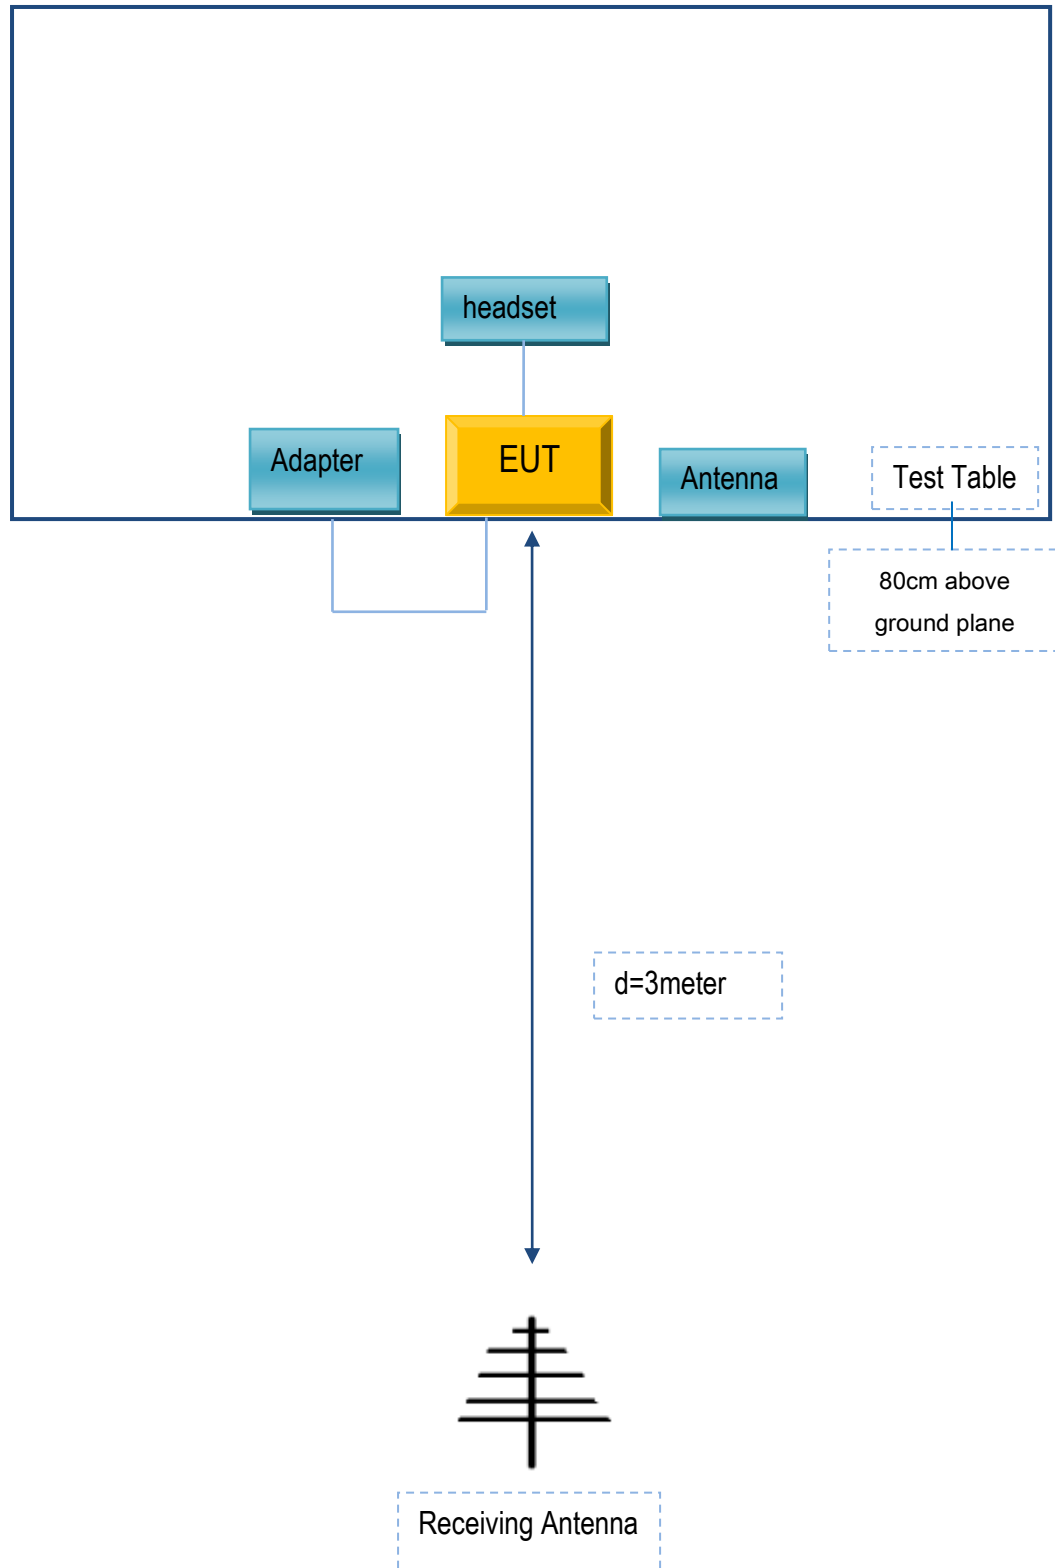 headset
Adapter
EUT
Antenna
Test Table
80cm above
ground plane
d=3meter
Receiving Antenna